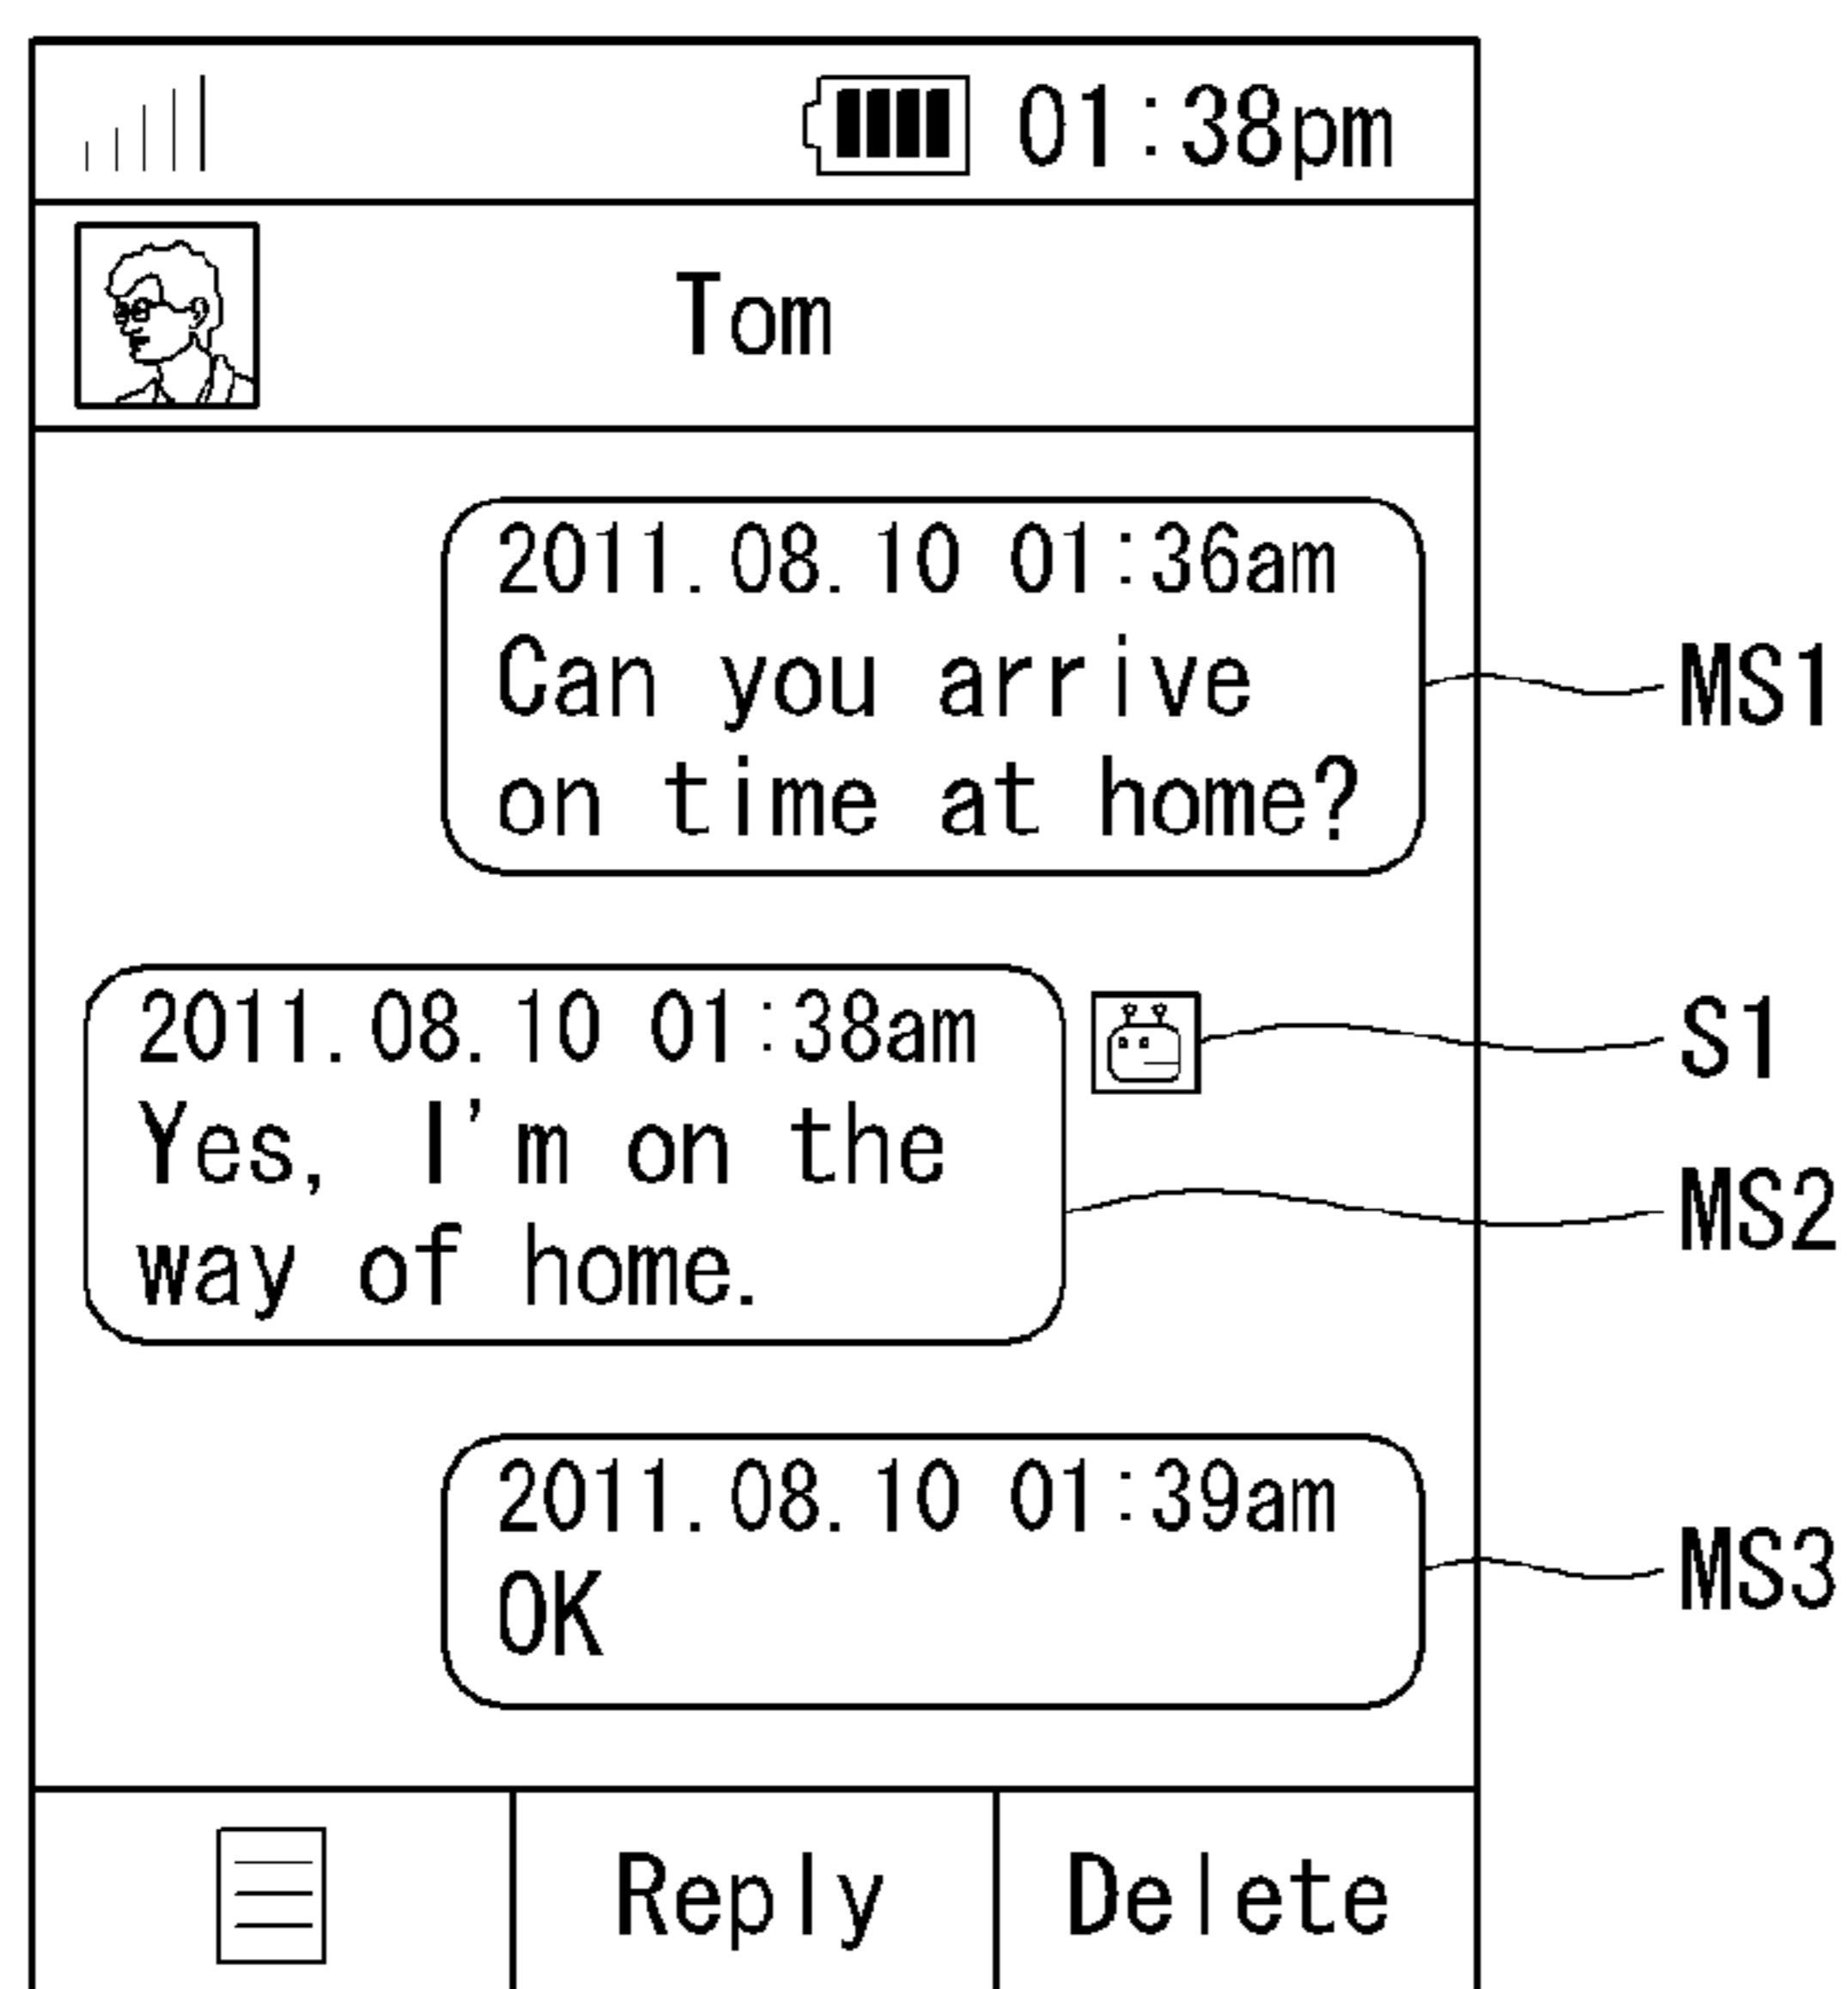 01:38pm
Tom
2011.08.10 01:36am
Can you arrive
on time at home?
MS1
2011.08.10 01:38am
Yes, I'm on the
way of home.
S1
MS2
2011.08.10 01:39am
OK
MS3
Reply
Delete